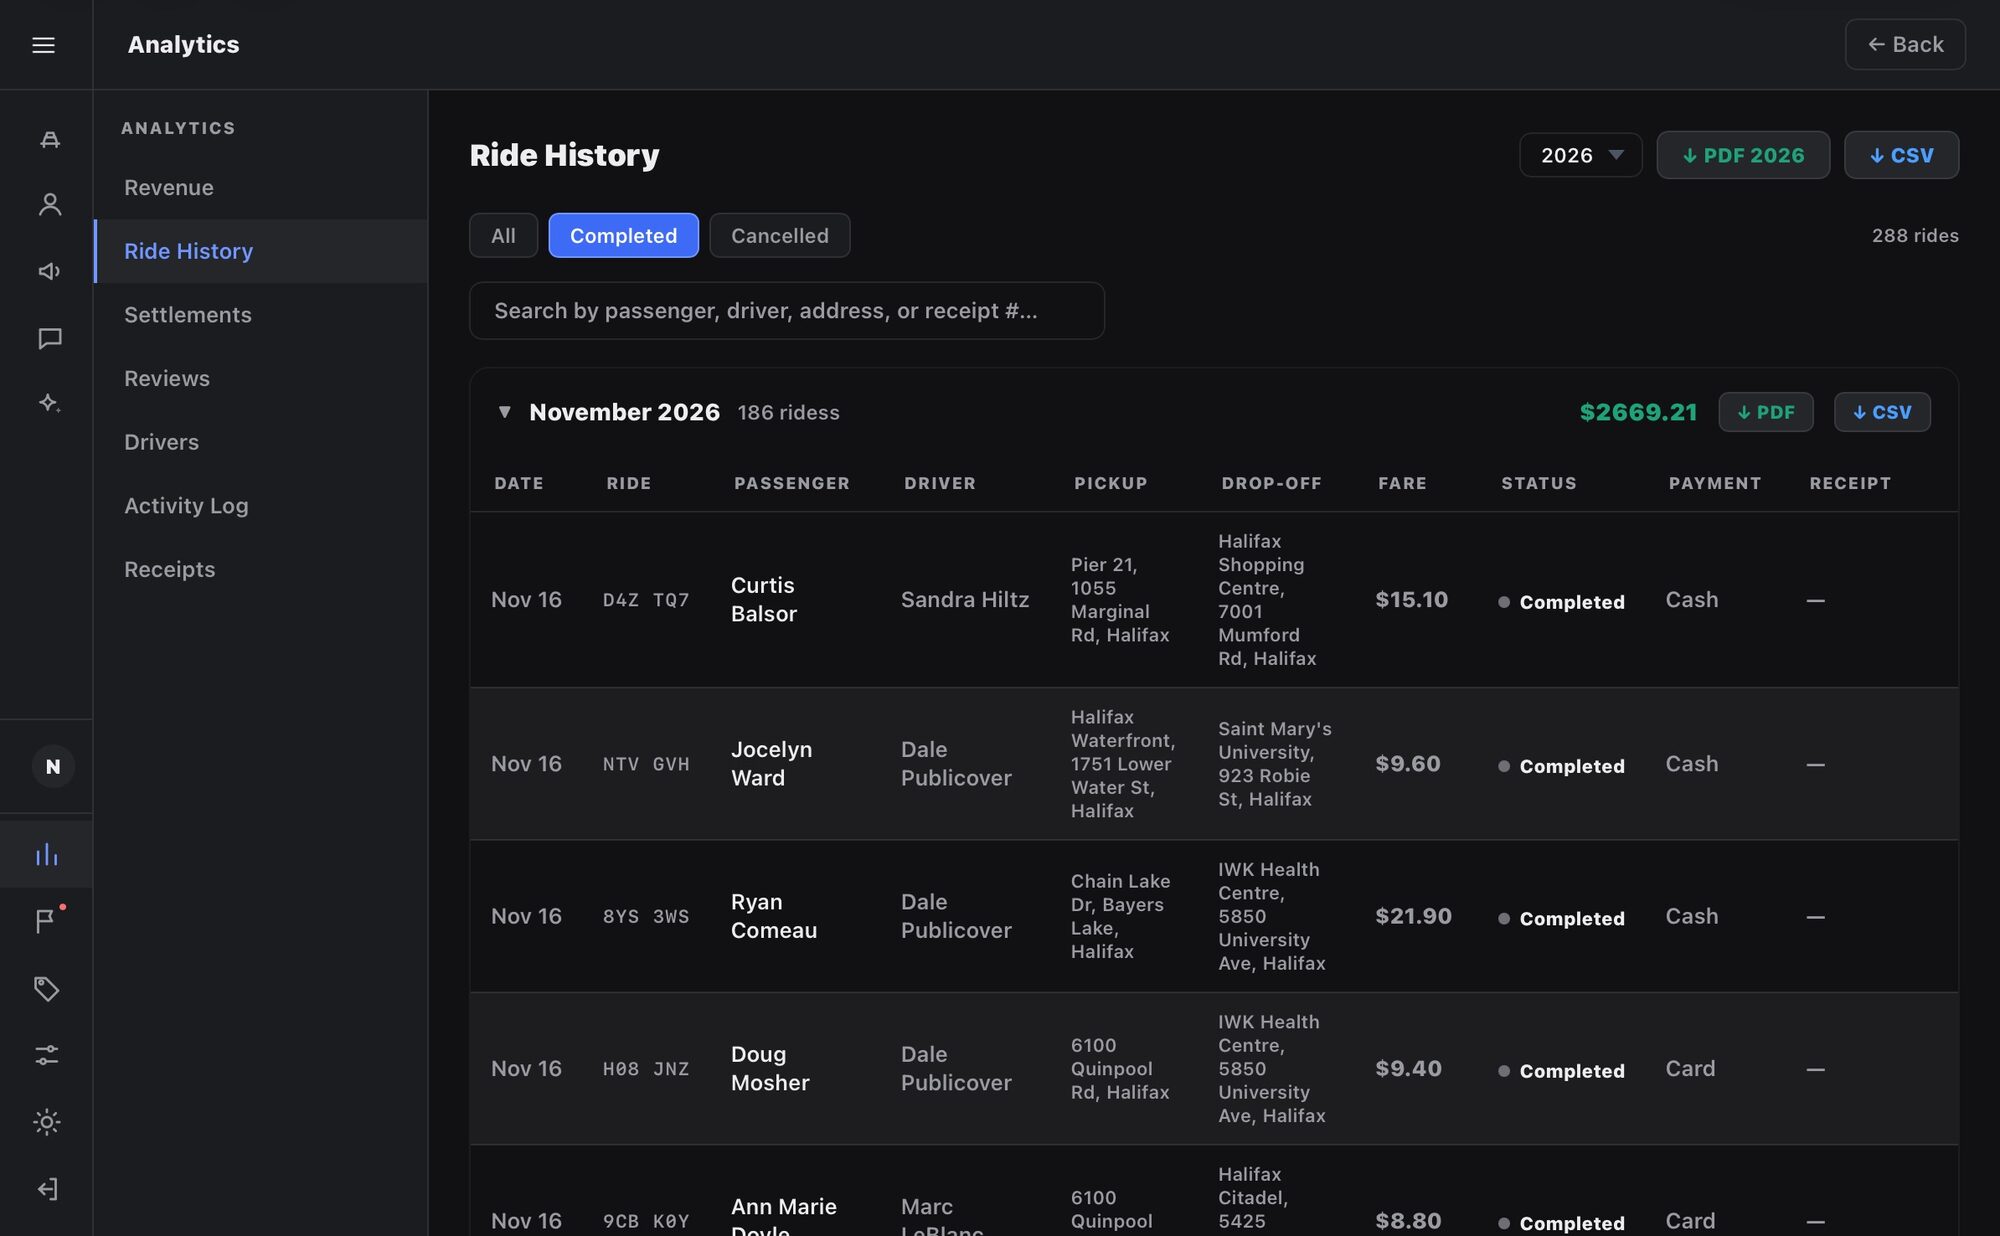 Analytics
← Back
ANALYTICS
Revenue
Ride History
Settlements
Reviews
Drivers
Activity Log
Receipts
N
Ride History
2026
↓ PDF 2026
↓ CSV
All
Completed
Cancelled
288 rides
Search by passenger, driver, address, or receipt #...
▼ November 2026 186 ridess
$2669.21
↓ PDF
↓ CSV
DATE RIDE PASSENGER DRIVER PICKUP DROP-OFF FARE STATUS PAYMENT RECEIPT
Nov 16
D4Z TQ7
Curtis
Balsor
Sandra Hiltz
Pier 21,
1055
Marginal
Rd, Halifax
Halifax
Shopping
Centre,
7001
Mumford
Rd, Halifax
$15.10
Completed
Cash
—
Nov 16
NTV GVH
Jocelyn
Ward
Dale
Publicover
Halifax
Waterfront,
1751 Lower
Water St,
Halifax
Saint Mary's
University,
923 Robie
St, Halifax
$9.60
Completed
Cash
—
Nov 16
8YS 3WS
Ryan
Comeau
Dale
Publicover
Chain Lake
Dr, Bayers
Lake,
Halifax
IWK Health
Centre,
5850
University
Ave, Halifax
$21.90
Completed
Cash
—
Nov 16
H08 JNZ
Doug
Mosher
Dale
Publicover
6100
Quinpool
Rd, Halifax
IWK Health
Centre,
5850
University
Ave, Halifax
$9.40
Completed
Card
—
Nov 16
9CB K0Y
Ann Marie
Doyle
Marc
LeBlanc
6100
Quinpool
Halifax
Citadel,
5425
$8.80
Completed
Card
—